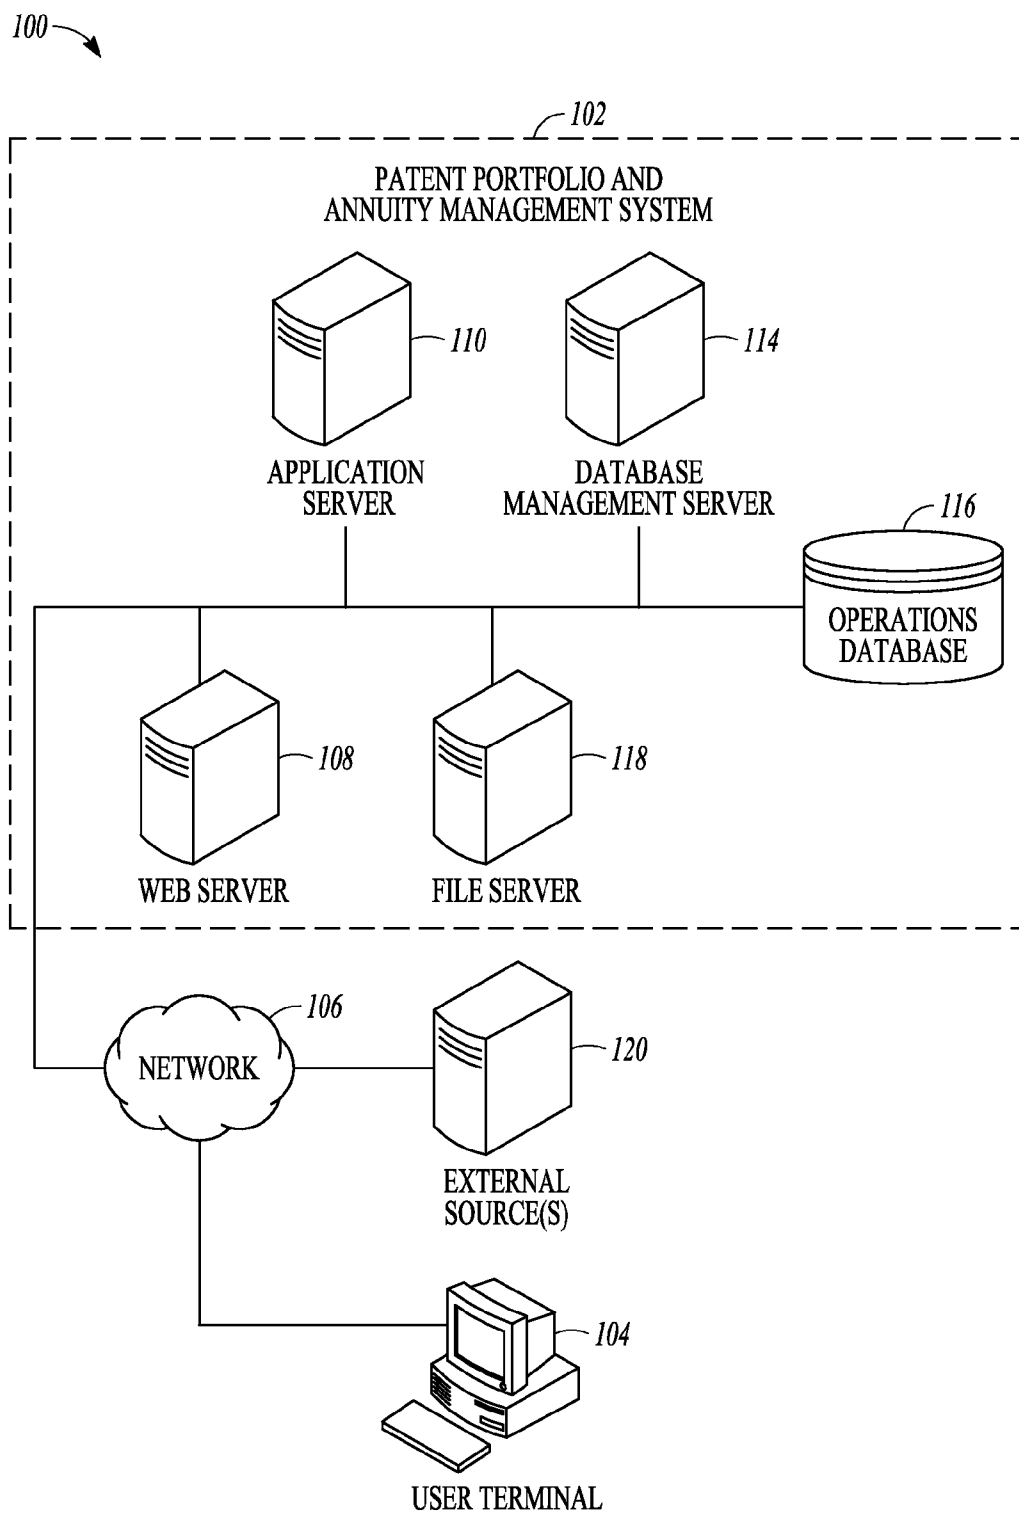 100
102
PATENT PORTFOLIO AND
ANNUITY MANAGEMENT SYSTEM
110
114
APPLICATION
SERVER
DATABASE
MANAGEMENT SERVER
116
OPERATIONS
DATABASE
108
118
WEB SERVER
FILE SERVER
106
NETWORK
120
EXTERNAL
SOURCE(S)
104
USER TERMINAL